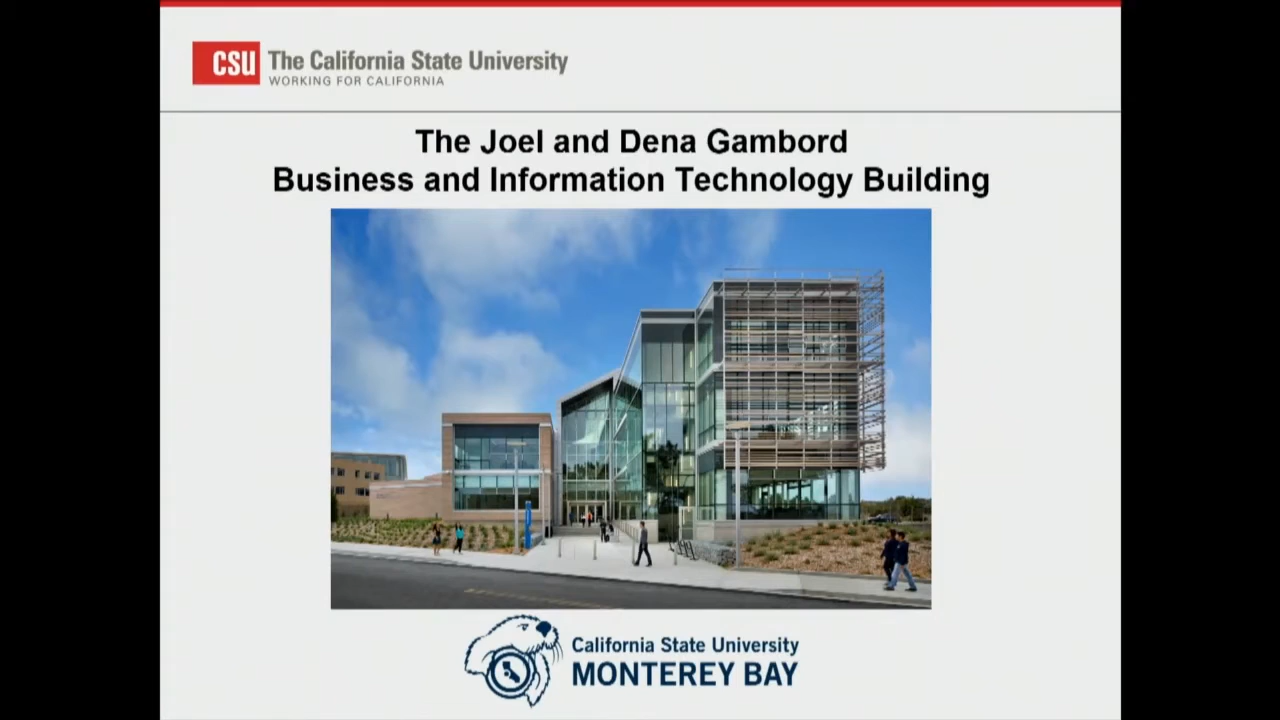 CSU The California State University
WORKING FOR CALIFORNIA
The Joel and Dena Gambord
Business and Information Technology Building
California State University
MONTEREY BAY